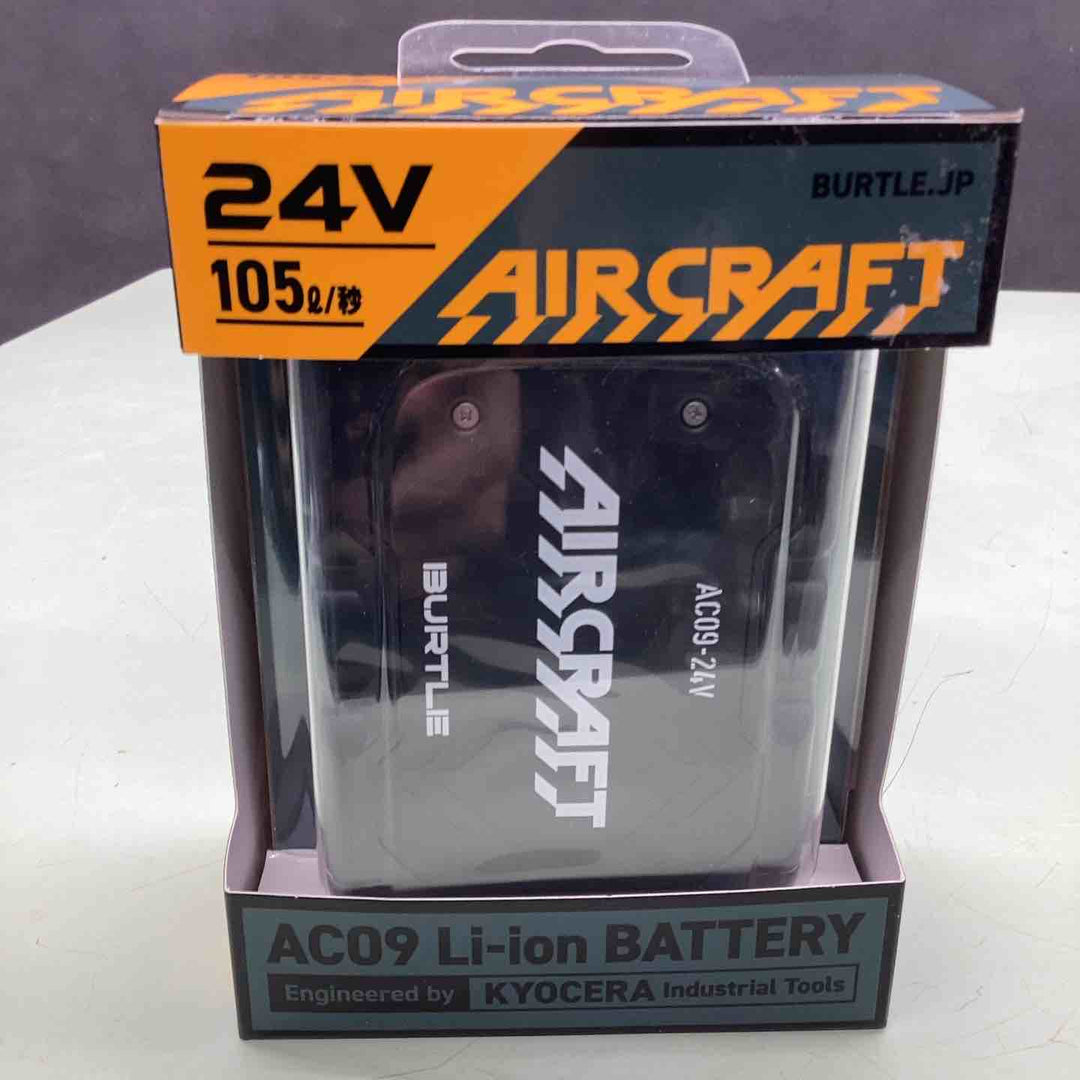 AIRCRAFT
24V
BURTLE.JP
105ℓ/秒
AIRCRAFT
AC09-24V
AIRCRAFT
BURTLE
AC09 Li-ion BATTERY
Engineered by KYOCERA Industrial Tools